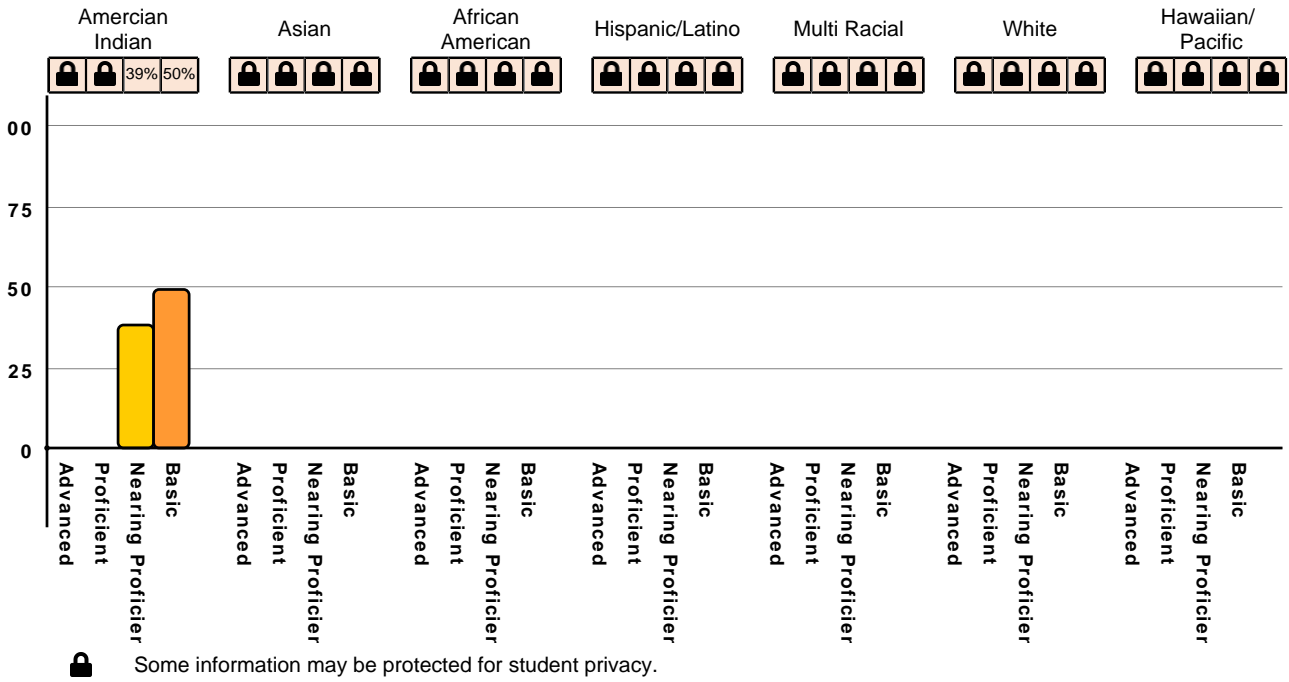 Amercian
Indian
Asian
African
American
Hispanic/Latino
Multi Racial
White
Hawaiian/
Pacific
39% 50%
00
75
50
25
0
Advanced
Proficient
Nearing Proficier
Basic
Advanced
Proficient
Nearing Proficier
Basic
Advanced
Proficient
Nearing Proficier
Basic
Advanced
Proficient
Nearing Proficier
Basic
Advanced
Proficient
Nearing Proficier
Basic
Advanced
Proficient
Nearing Proficier
Basic
Advanced
Proficient
Nearing Proficier
Basic
Some information may be protected for student privacy.